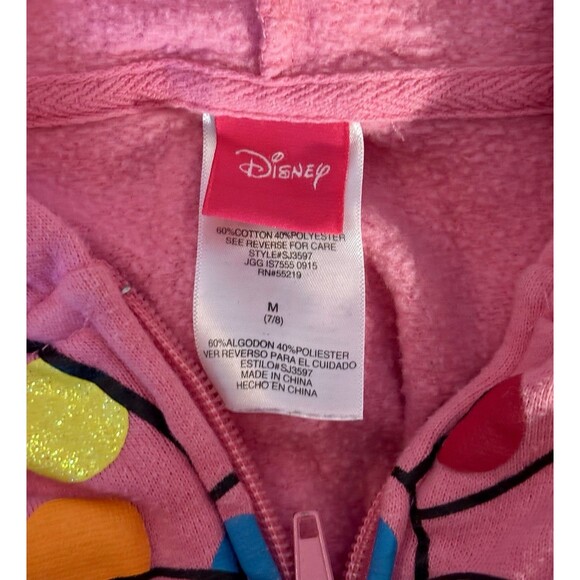 Disney
60%COTTON 40%POLYESTER
SEE REVERSE FOR CARE
STYLE#SJ3597
JGG IS7555 0915
RN#55219
M
(7/8)
60%ALGODON 40%POLIESTER
VER REVERSO PARA EL CUIDADO
ESTILO#SJ3597
MADE IN CHINA
HECHO EN CHINA